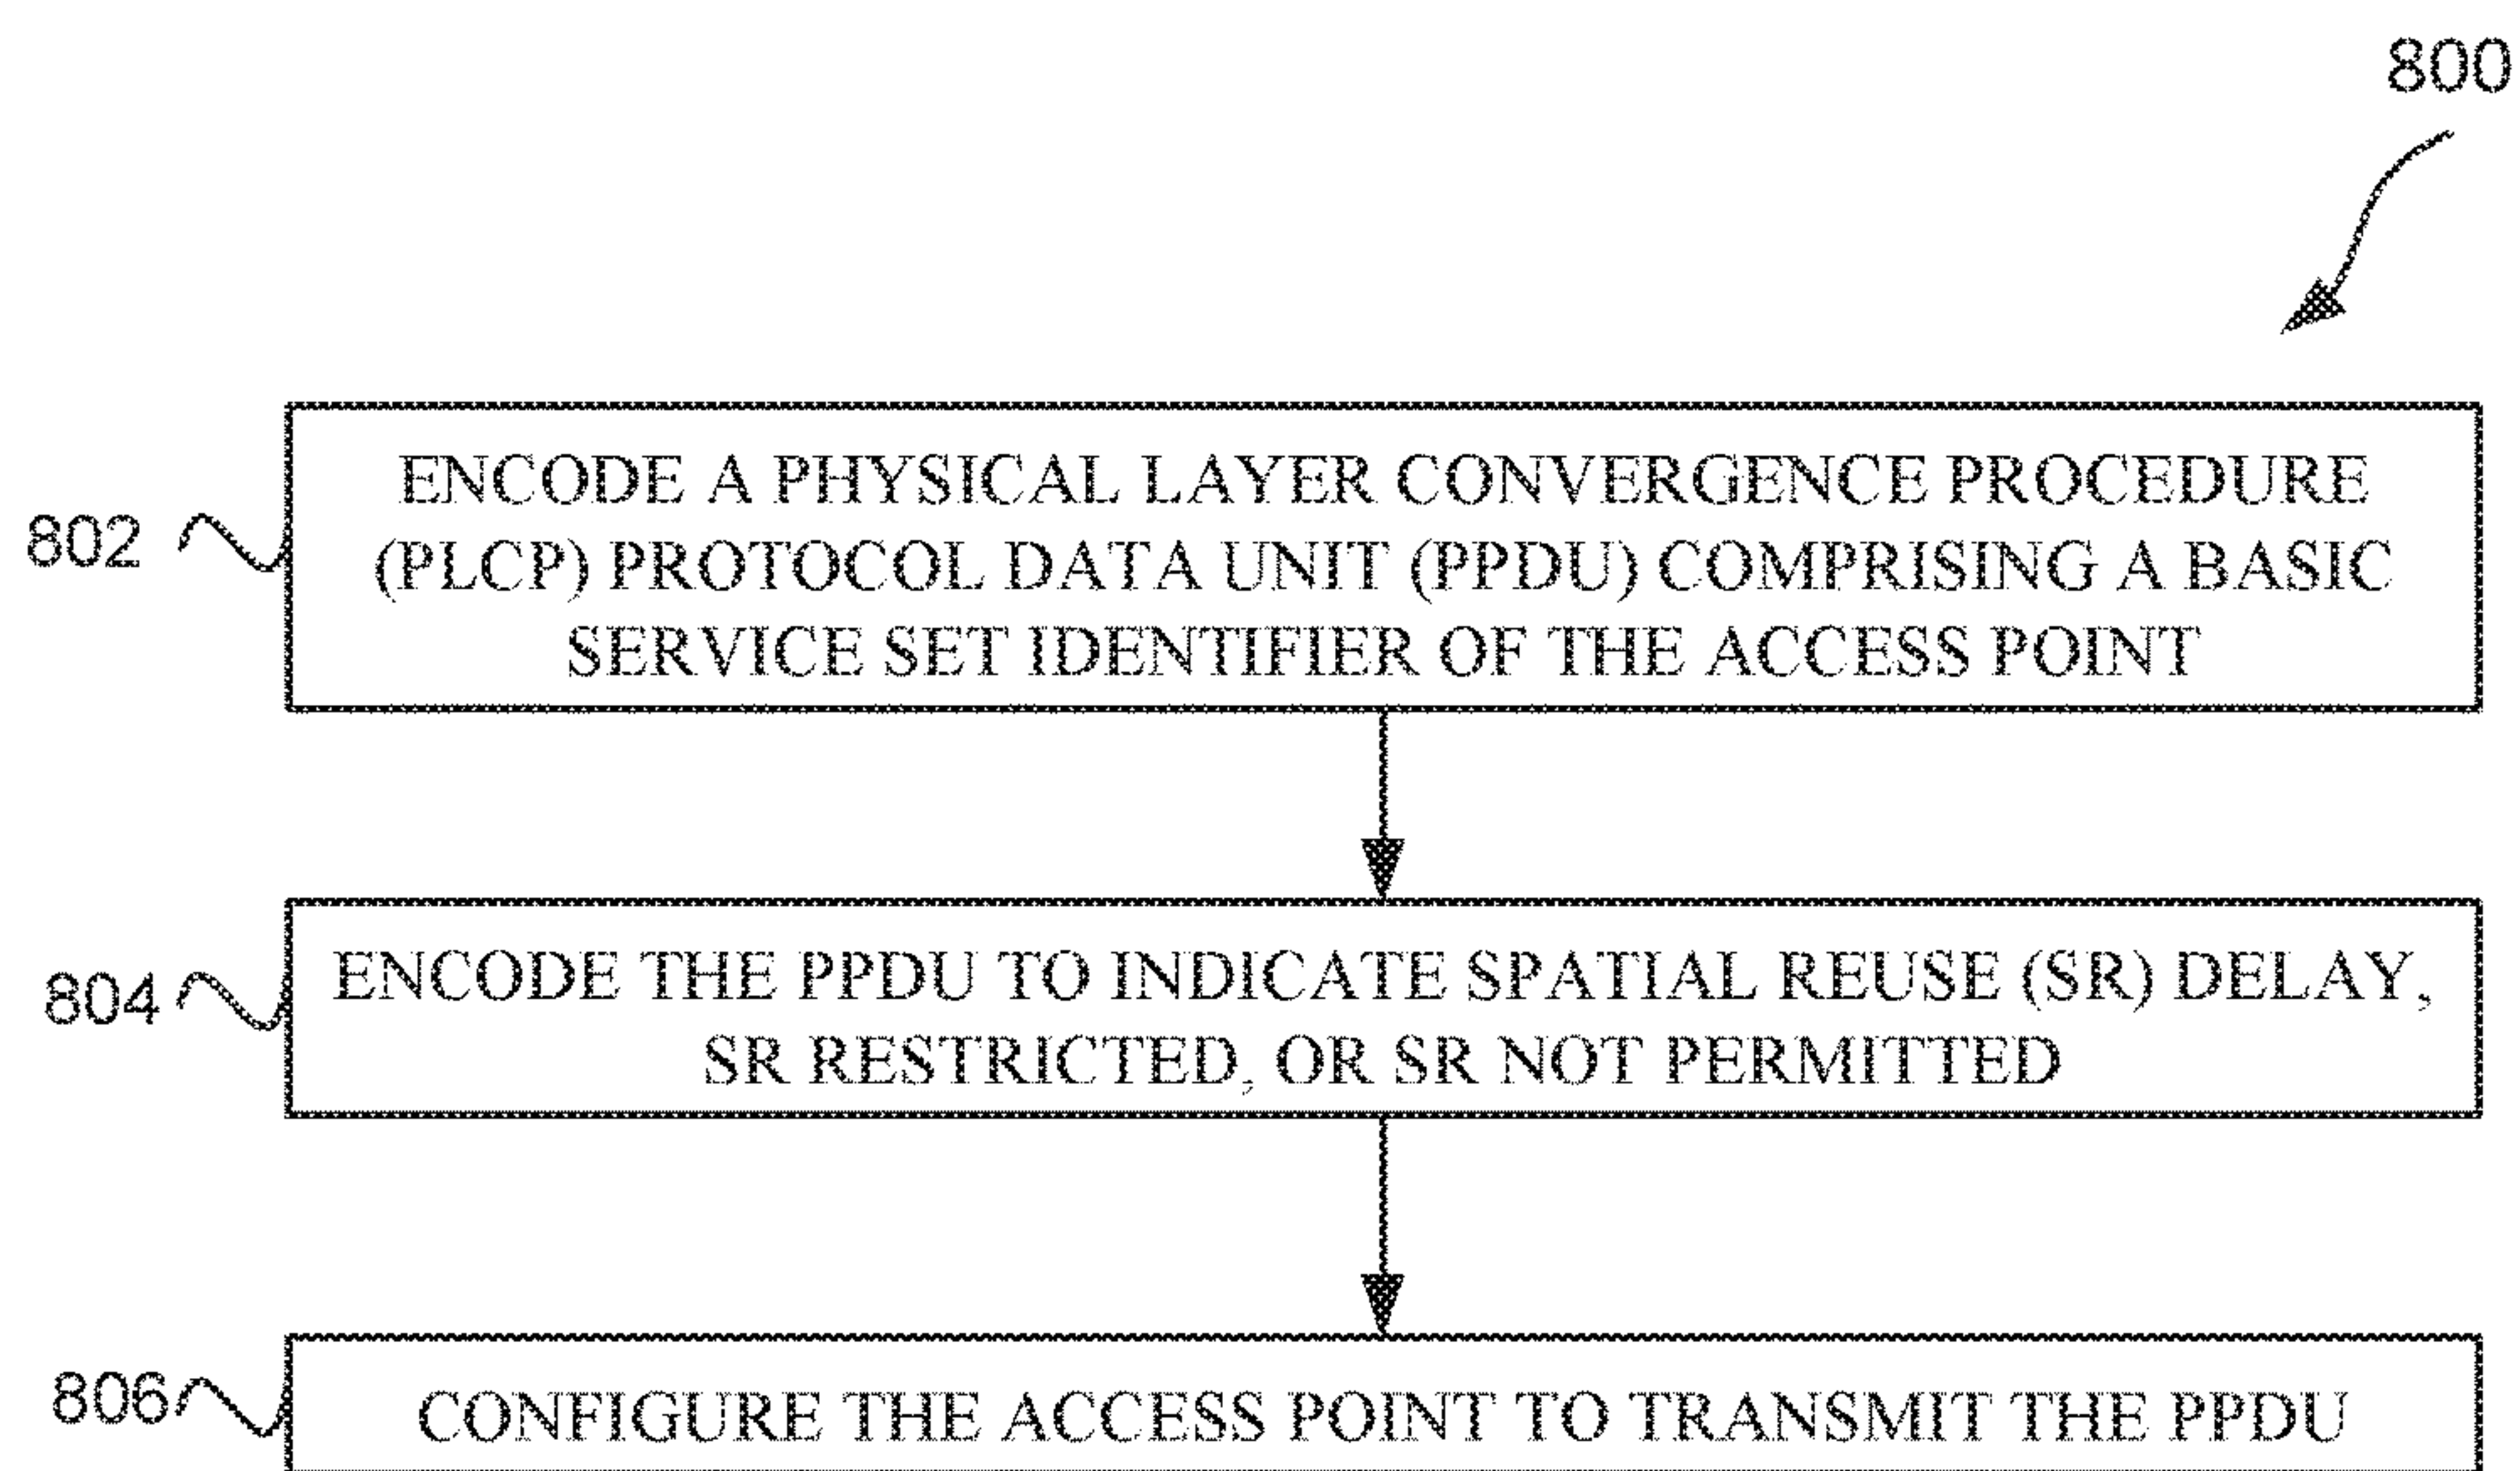 800
802
ENCODE A PHYSICAL LAYER CONVERGENCE PROCEDURE
(PLCP) PROTOCOL DATA UNIT (PPDU) COMPRISING A BASIC
SERVICE SET IDENTIFIER OF THE ACCESS POINT
804
ENCODE THE PPDU TO INDICATE SPATIAL REUSE (SR) DELAY,
SR RESTRICTED, OR SR NOT PERMITTED
806
CONFIGURE THE ACCESS POINT TO TRANSMIT THE PPDU